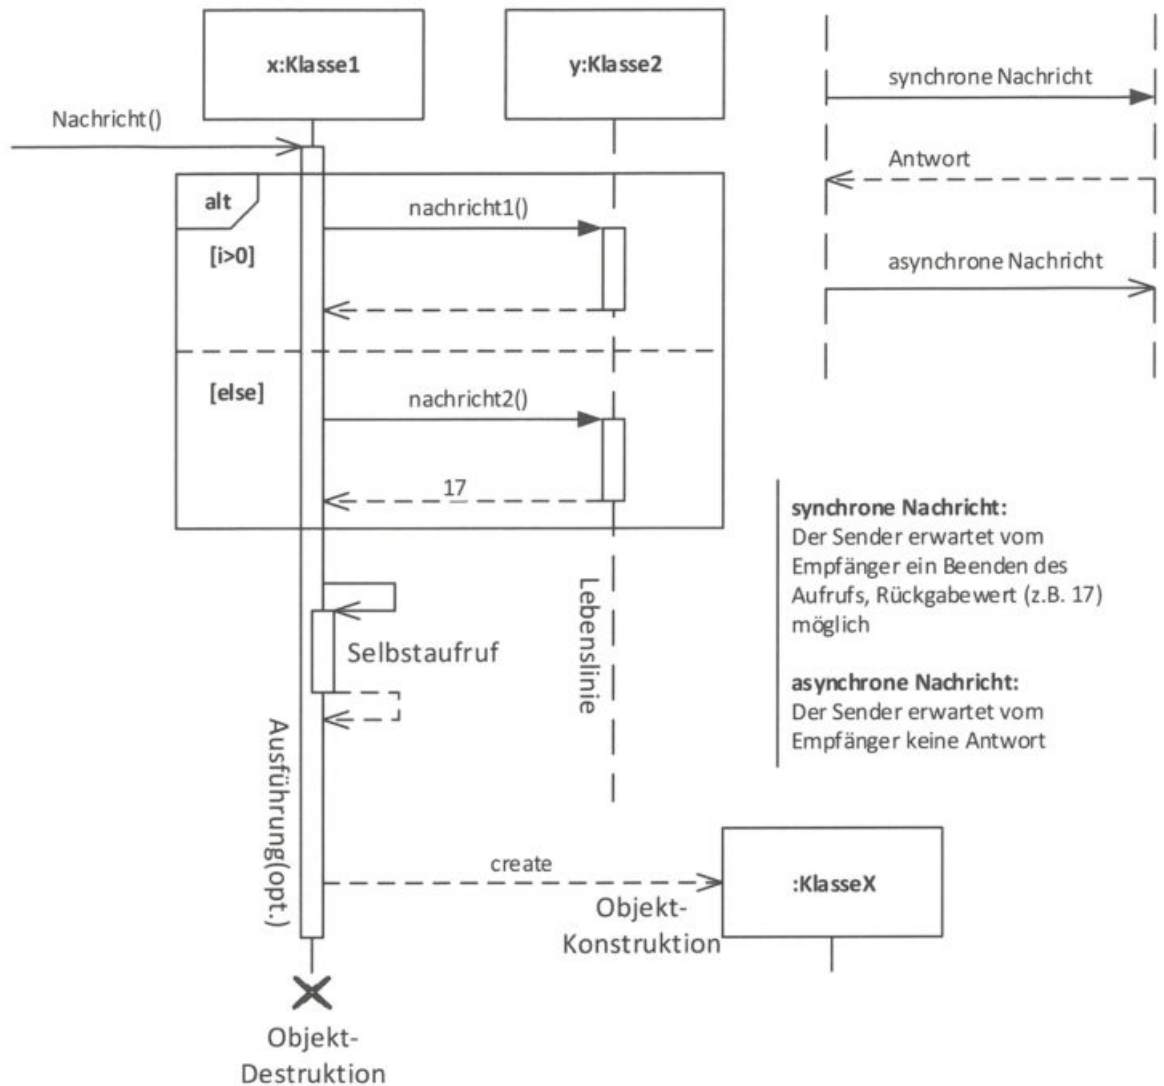 x:Klasse1
y:Klasse2
synchrone Nachricht
Nachricht()
Antwort
alt
nachricht1()
[i>0]
asynchrone Nachricht
[else]
nachricht2()
17
synchrone Nachricht:
Der Sender erwartet vom
Empfänger ein Beenden des
Aufrufs, Rückgabewert (z.B. 17)
möglich
Lebenslinie
Selbstaufruf
asynchrone Nachricht:
Der Sender erwartet vom
Empfänger keine Antwort
Ausführung(opt.)
create
:KlasseX
Objekt-
Konstruktion
Objekt-
Destruktion